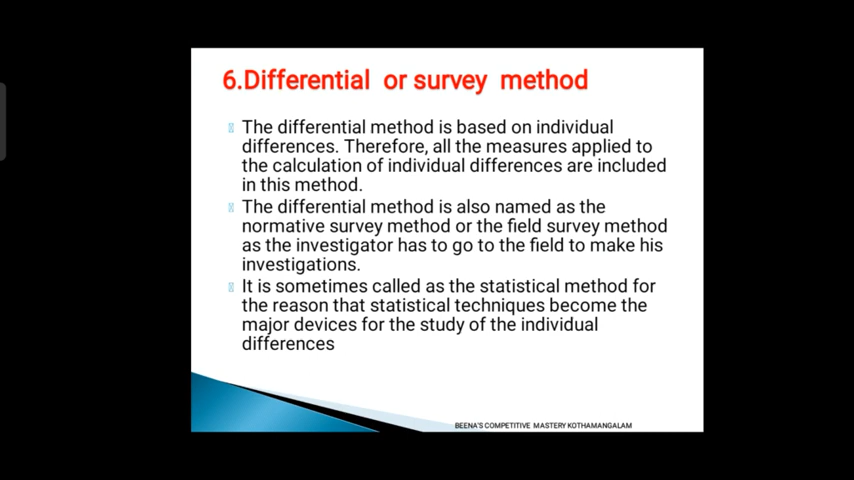 6.Differential or survey method
The differential method is based on individual
differences. Therefore, all the measures applied to
the calculation of individual differences are included
in this method.
The differential method is also named as the
normative survey method or the field survey method
as the investigator has to go to the field to make his
investigations.
It is sometimes called as the statistical method for
the reason that statistical techniques become the
major devices for the study of the individual
differences
BEENA'S COMPETITIVE MASTERY KOTHAMANGALAM